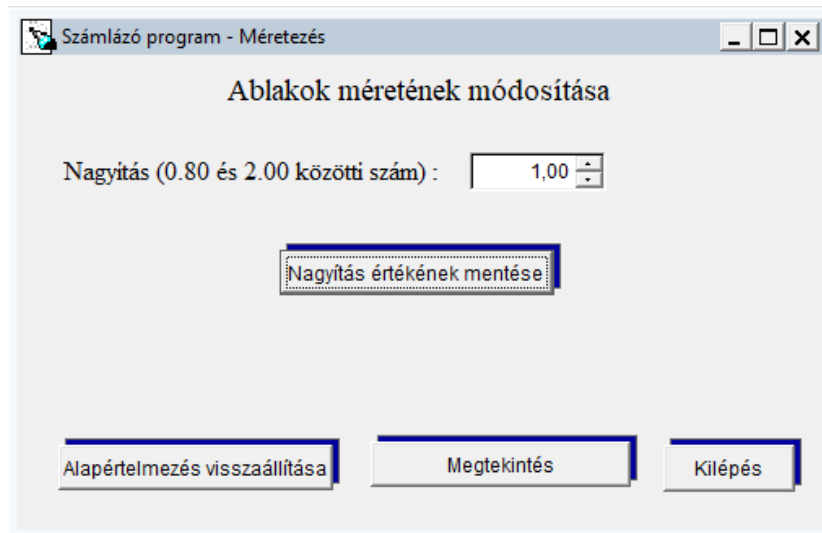 Számlázó program - Méretezés
Ablakok méretének módosítása
Nagyitás (0.80 és 2.00 közötti szám) : 1,00
Nagyítás értékének mentése
Alapértelmezés visszaállítása Megtekintés Kilépés